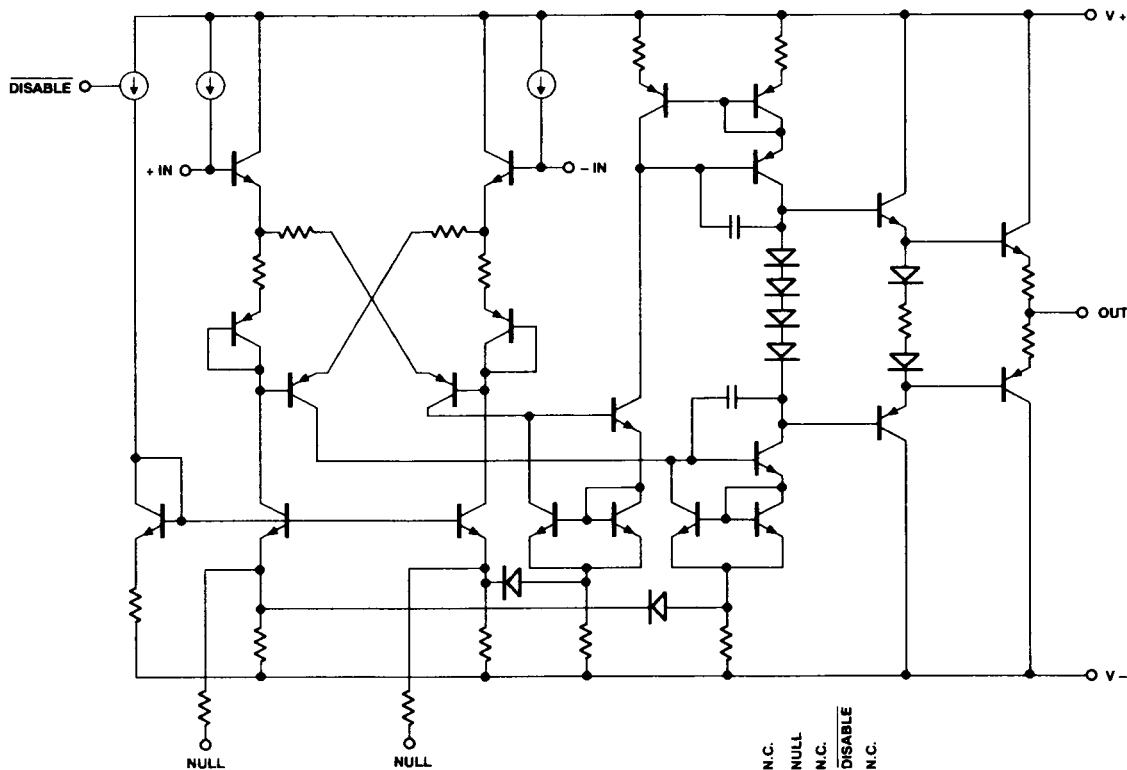 V+
DISABLE
+ IN
− IN
OUT
V−
NULL
NULL
N.C.
NULL
N.C.
DISABLE
N.C.